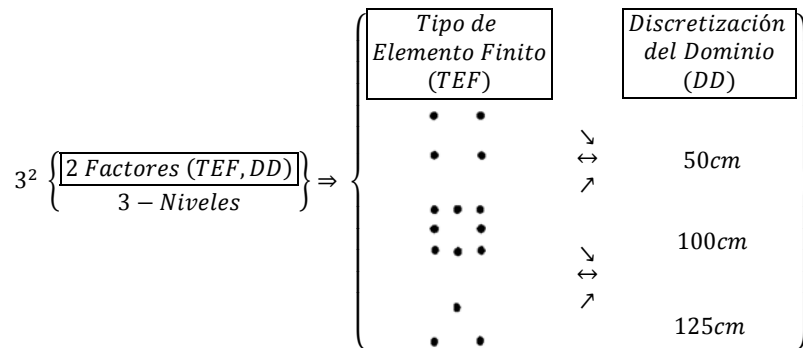 Tipo de
Elemento Finito
(TEF)
Discretización
del Dominio
(DD)
3² { 2 Factores (TEF, DD) } ⇒
3 − Niveles
↘
↔
↗
50cm
100cm
↘
↔
↗
125cm